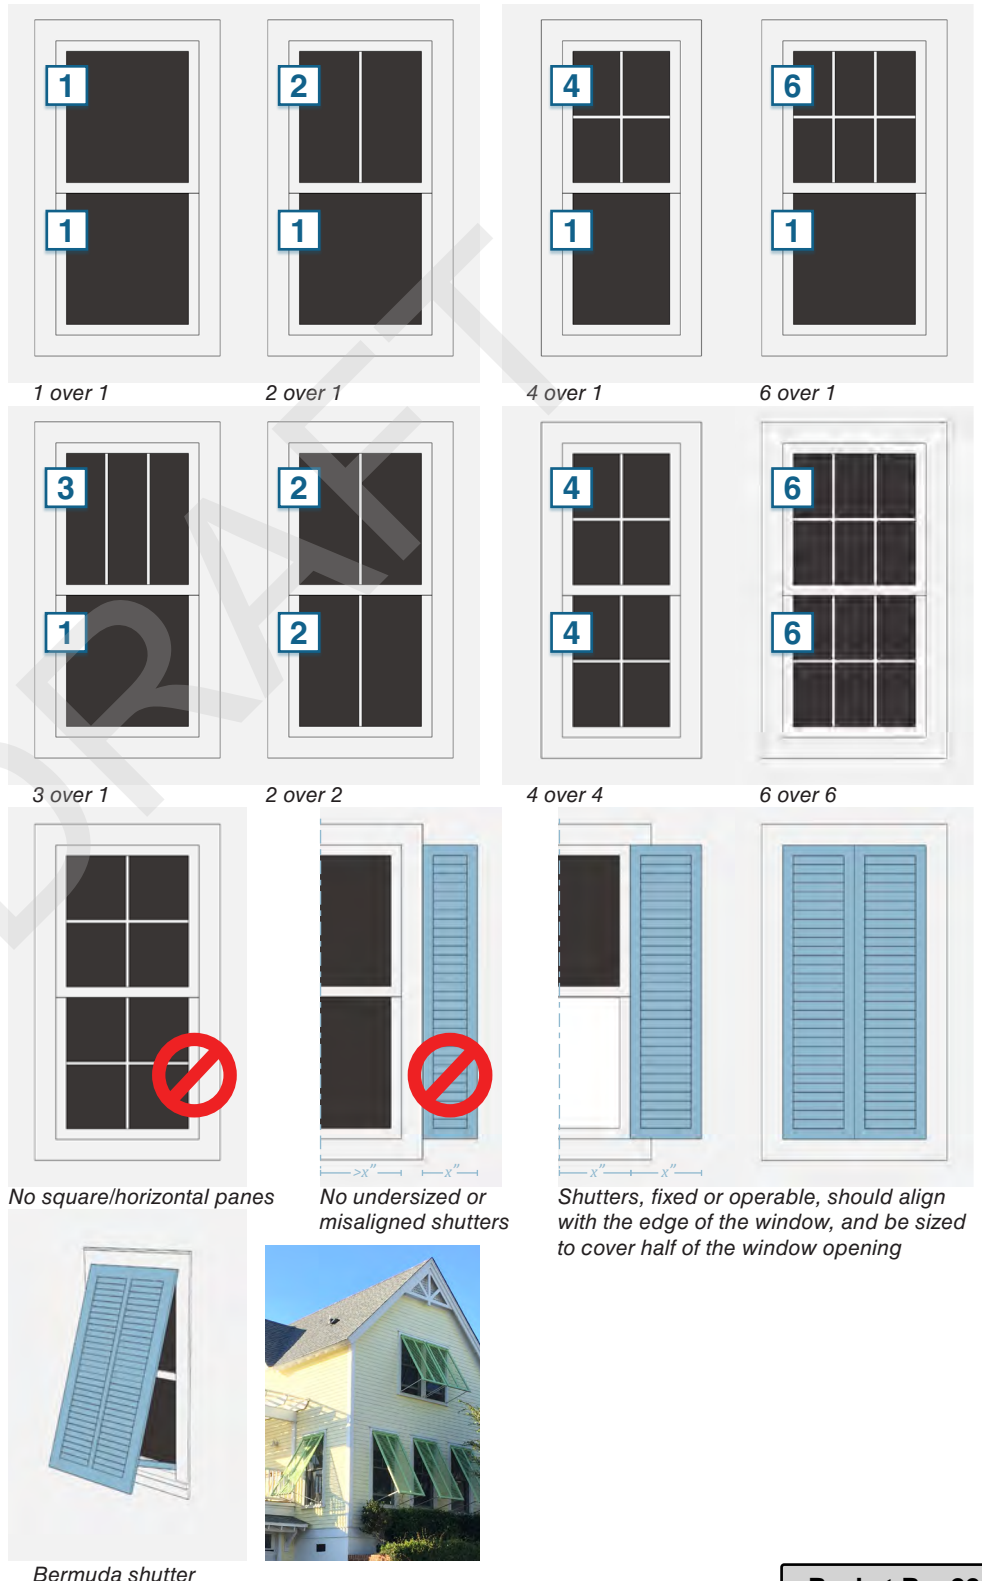 1
2
4
6
1
1
1
1
1 over 1
2 over 1
4 over 1
6 over 1
3
2
4
6
1
2
4
6
3 over 1
2 over 2
4 over 4
6 over 6
DRAFT
>x"
x"
x"
x"
No square/horizontal panes
No undersized or
misaligned shutters
Shutters, fixed or operable, should align
with the edge of the window, and be sized
to cover half of the window opening
Bermuda shutter